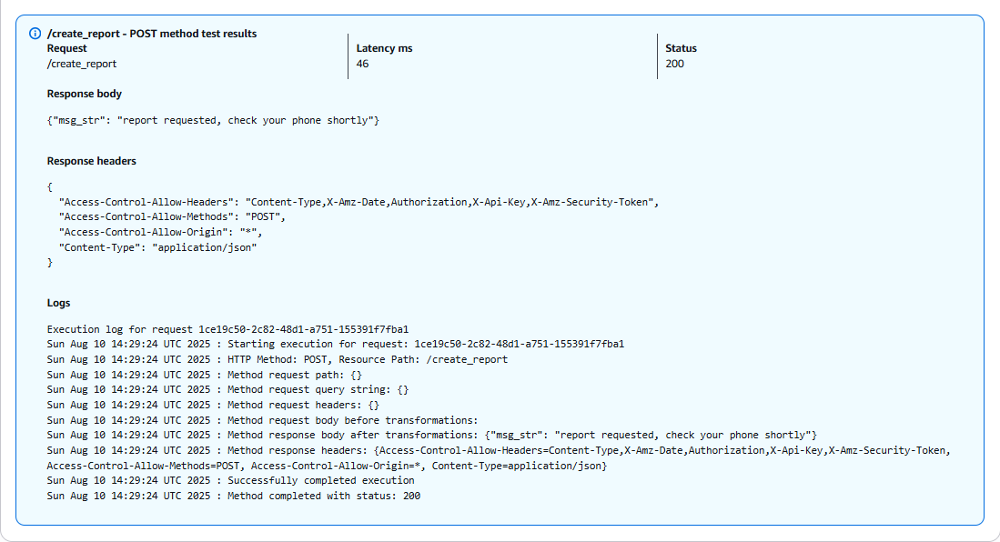 /create_report - POST method test results
Request
/create_report
Latency ms
46
Status
200
Response body
{"msg_str": "report requested, check your phone shortly"}
Response headers
{
  "Access-Control-Allow-Headers": "Content-Type,X-Amz-Date,Authorization,X-Api-Key,X-Amz-Security-Token",
  "Access-Control-Allow-Methods": "POST",
  "Access-Control-Allow-Origin": "*",
  "Content-Type": "application/json"
}
Logs
Execution log for request 1ce19c50-2c82-48d1-a751-155391f7fba1
Sun Aug 10 14:29:24 UTC 2025 : Starting execution for request: 1ce19c50-2c82-48d1-a751-155391f7fba1
Sun Aug 10 14:29:24 UTC 2025 : HTTP Method: POST, Resource Path: /create_report
Sun Aug 10 14:29:24 UTC 2025 : Method request path: {}
Sun Aug 10 14:29:24 UTC 2025 : Method request query string: {}
Sun Aug 10 14:29:24 UTC 2025 : Method request headers: {}
Sun Aug 10 14:29:24 UTC 2025 : Method request body before transformations:
Sun Aug 10 14:29:24 UTC 2025 : Method response body after transformations: {"msg_str": "report requested, check your phone shortly"}
Sun Aug 10 14:29:24 UTC 2025 : Method response headers: {Access-Control-Allow-Headers=Content-Type,X-Amz-Date,Authorization,X-Api-Key,X-Amz-Security-Token,
Access-Control-Allow-Methods=POST, Access-Control-Allow-Origin=*, Content-Type=application/json}
Sun Aug 10 14:29:24 UTC 2025 : Successfully completed execution
Sun Aug 10 14:29:24 UTC 2025 : Method completed with status: 200